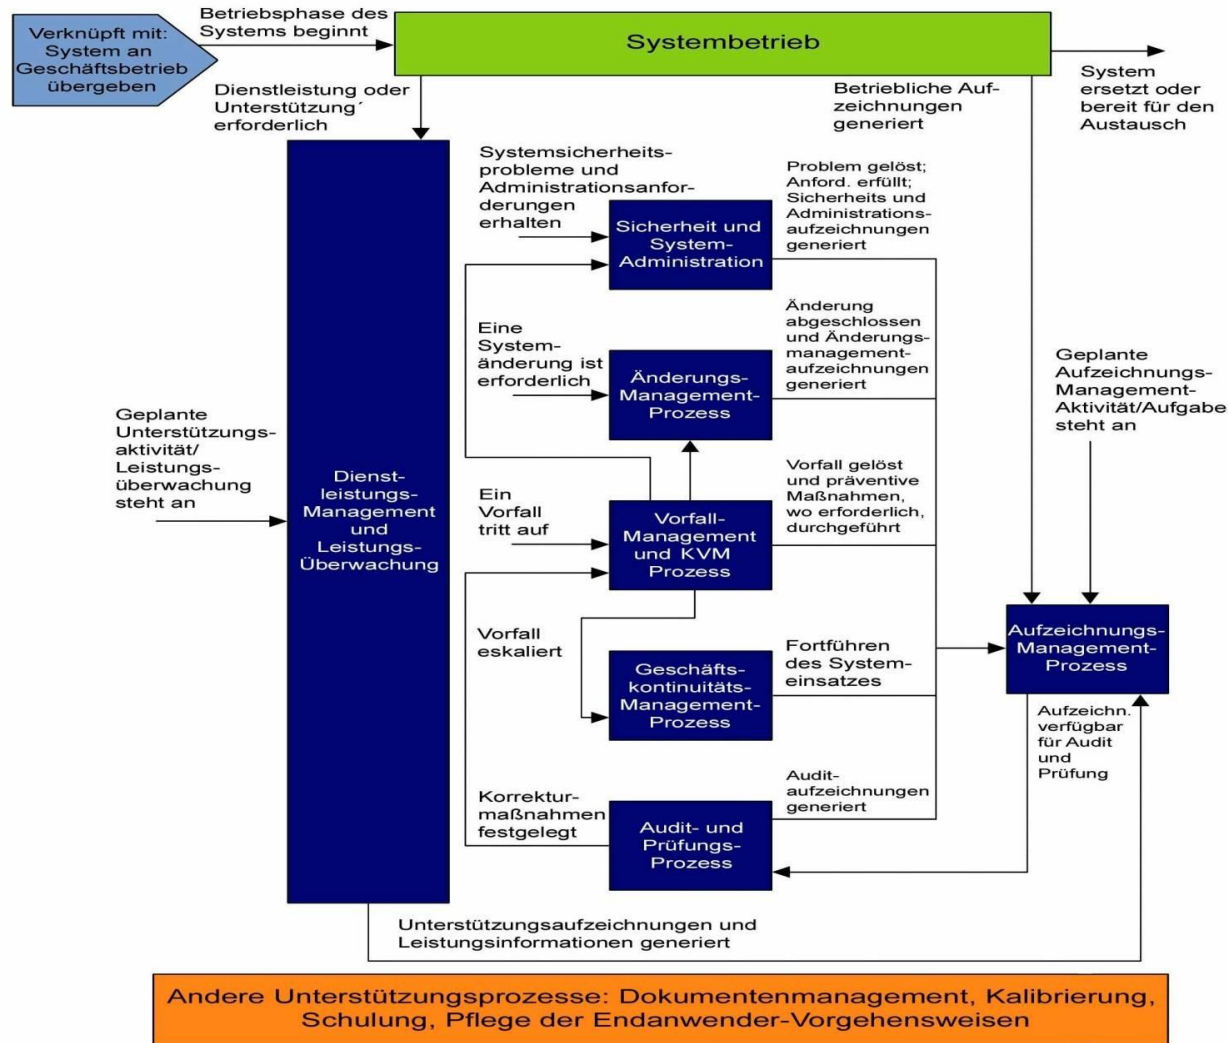 Verknüpft mit:
System an
Geschäftsbetrieb
übergeben
Betriebsphase des
Systems beginnt
Systembetrieb
System
ersetzt oder
bereit für den
Austausch
Dienstleistung oder
Unterstützung´
erforderlich
Betriebliche Auf-
zeichnungen
generiert
Systemsicherheits-
probleme und
Administrationsanfor-
derungen
erhalten
Sicherheit und
System-
Administration
Problem gelöst;
Anford. erfüllt;
Sicherheits und
Administrations-
aufzeichnungen
generiert
Eine
System-
änderung ist
erforderlich
Änderungs-
Management-
Prozess
Änderung
abgeschlossen
und Änderungs-
management-
aufzeichnungen
generiert
Geplante
Aufzeichnungs-
Management-
Aktivität/Aufgabe
steht an
Geplante
Unterstützungs-
aktivität/
Leistungs-
überwachung
steht an
Dienst-
leistungs-
Management
und
Leistungs-
Überwachung
Ein
Vorfall
tritt auf
Vorfall-
Management
und KVM
Prozess
Vorfall gelöst
und präventive
Maßnahmen,
wo erforderlich,
durchgeführt
Vorfall
eskaliert
Geschäfts-
kontinuitäts-
Management-
Prozess
Fortführen
des System-
einsatzes
Aufzeichnungs-
Management-
Prozess
Aufzeichn.
verfügbar
für Audit
und
Prüfung
Korrektur-
maßnahmen
festgelegt
Audit- und
Prüfungs-
Prozess
Audit-
aufzeichnungen
generiert
Unterstützungsaufzeichnungen und
Leistungsinformationen generiert
Andere Unterstützungsprozesse: Dokumentenmanagement, Kalibrierung,
Schulung, Pflege der Endanwender-Vorgehensweisen